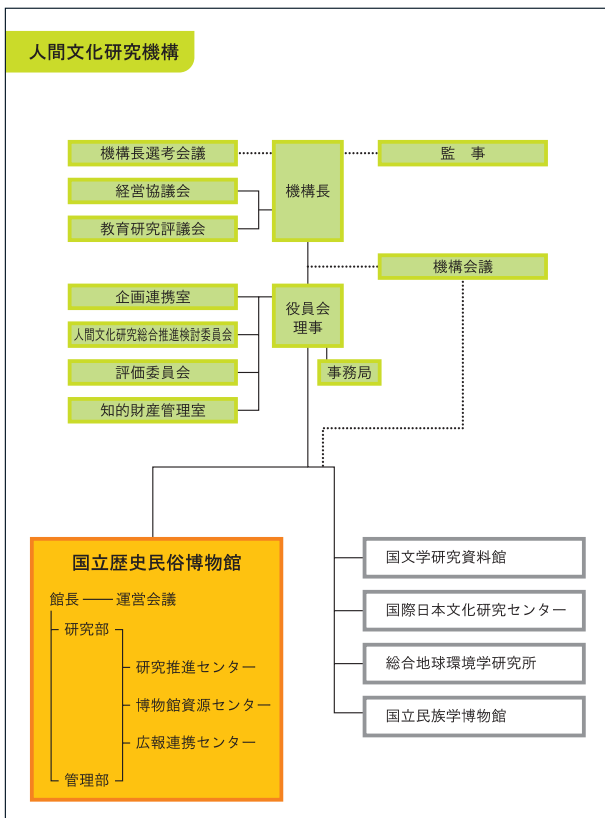 人間文化研究機構
機構長選考会議
機構長
監　事
経営協議会
教育研究評議会
機構会議
企画連携室
役員会
理事
人間文化研究総合推進検討委員会
評価委員会
事務局
知的財産管理室
国立歴史民俗博物館
館長
運営会議
研究部
研究推進センター
博物館資源センター
広報連携センター
管理部
国文学研究資料館
国際日本文化研究センター
総合地球環境学研究所
国立民族学博物館